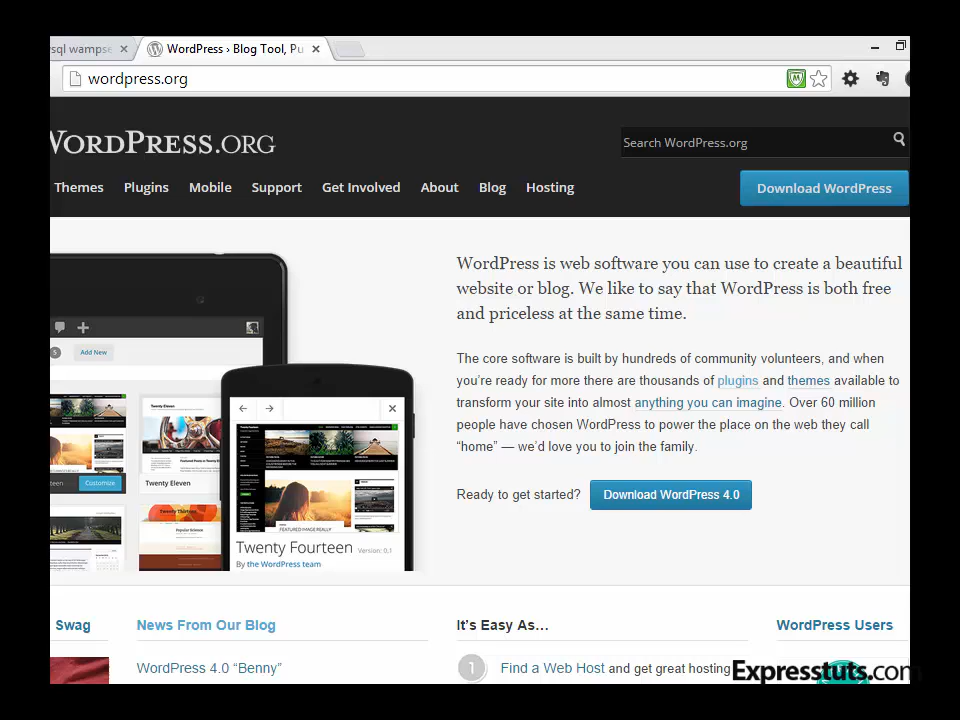 sql wampse
WordPress › Blog Tool, Pu
wordpress.org
WORDPRESS.ORG
Search WordPress.org
Themes Plugins Mobile Support Get Involved About Blog Hosting
Download WordPress
WordPress is web software you can use to create a beautiful
website or blog. We like to say that WordPress is both free
and priceless at the same time.
The core software is built by hundreds of community volunteers, and when
you’re ready for more there are thousands of plugins and themes available to
transform your site into almost anything you can imagine. Over 60 million
people have chosen WordPress to power the place on the web they call
“home” — we’d love you to join the family.
Ready to get started? Download WordPress 4.0
5 Add New
Customize
Twenty Eleven
Twenty Thirteen
Popular Science
FEATURED IMAGE REALLY
Twenty Fourteen Version: 0.1
By the WordPress team
Swag
News From Our Blog
WordPress 4.0 “Benny”
It’s Easy As…
1 Find a Web Host and get great hosting
WordPress Users
Expresstuts.com